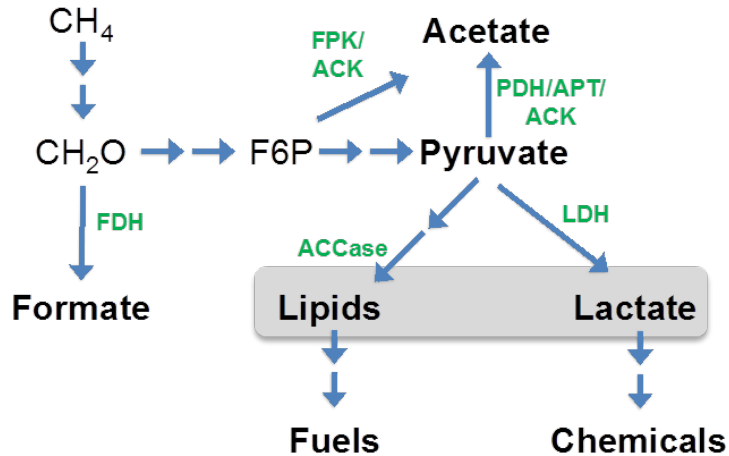 CH₄
FPK/
ACK
Acetate
PDH/APT/
ACK
CH₂O
F6P
Pyruvate
FDH
LDH
ACCase
Formate
Lipids
Lactate
Fuels
Chemicals